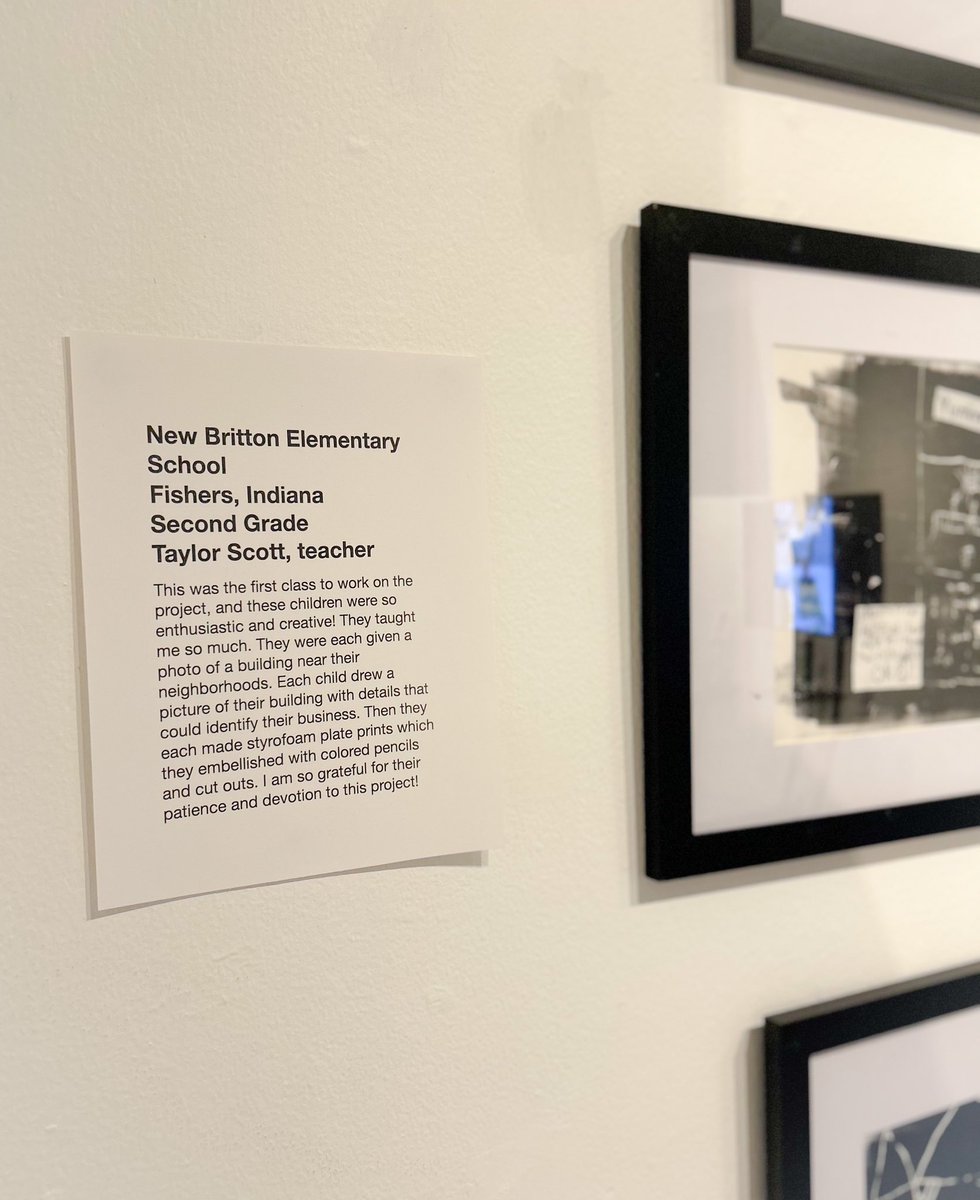 New Britton Elementary
School
Fishers, Indiana
Second Grade
Taylor Scott, teacher
This was the first class to work on the
project, and these children were so
enthusiastic and creative! They taught
me so much. They were each given a
photo of a building near their
neighborhoods. Each child drew a
picture of their building with details that
could identify their business. Then they
each made styrofoam plate prints which
they embellished with colored pencils
and cut outs. I am so grateful for their
patience and devotion to this project!